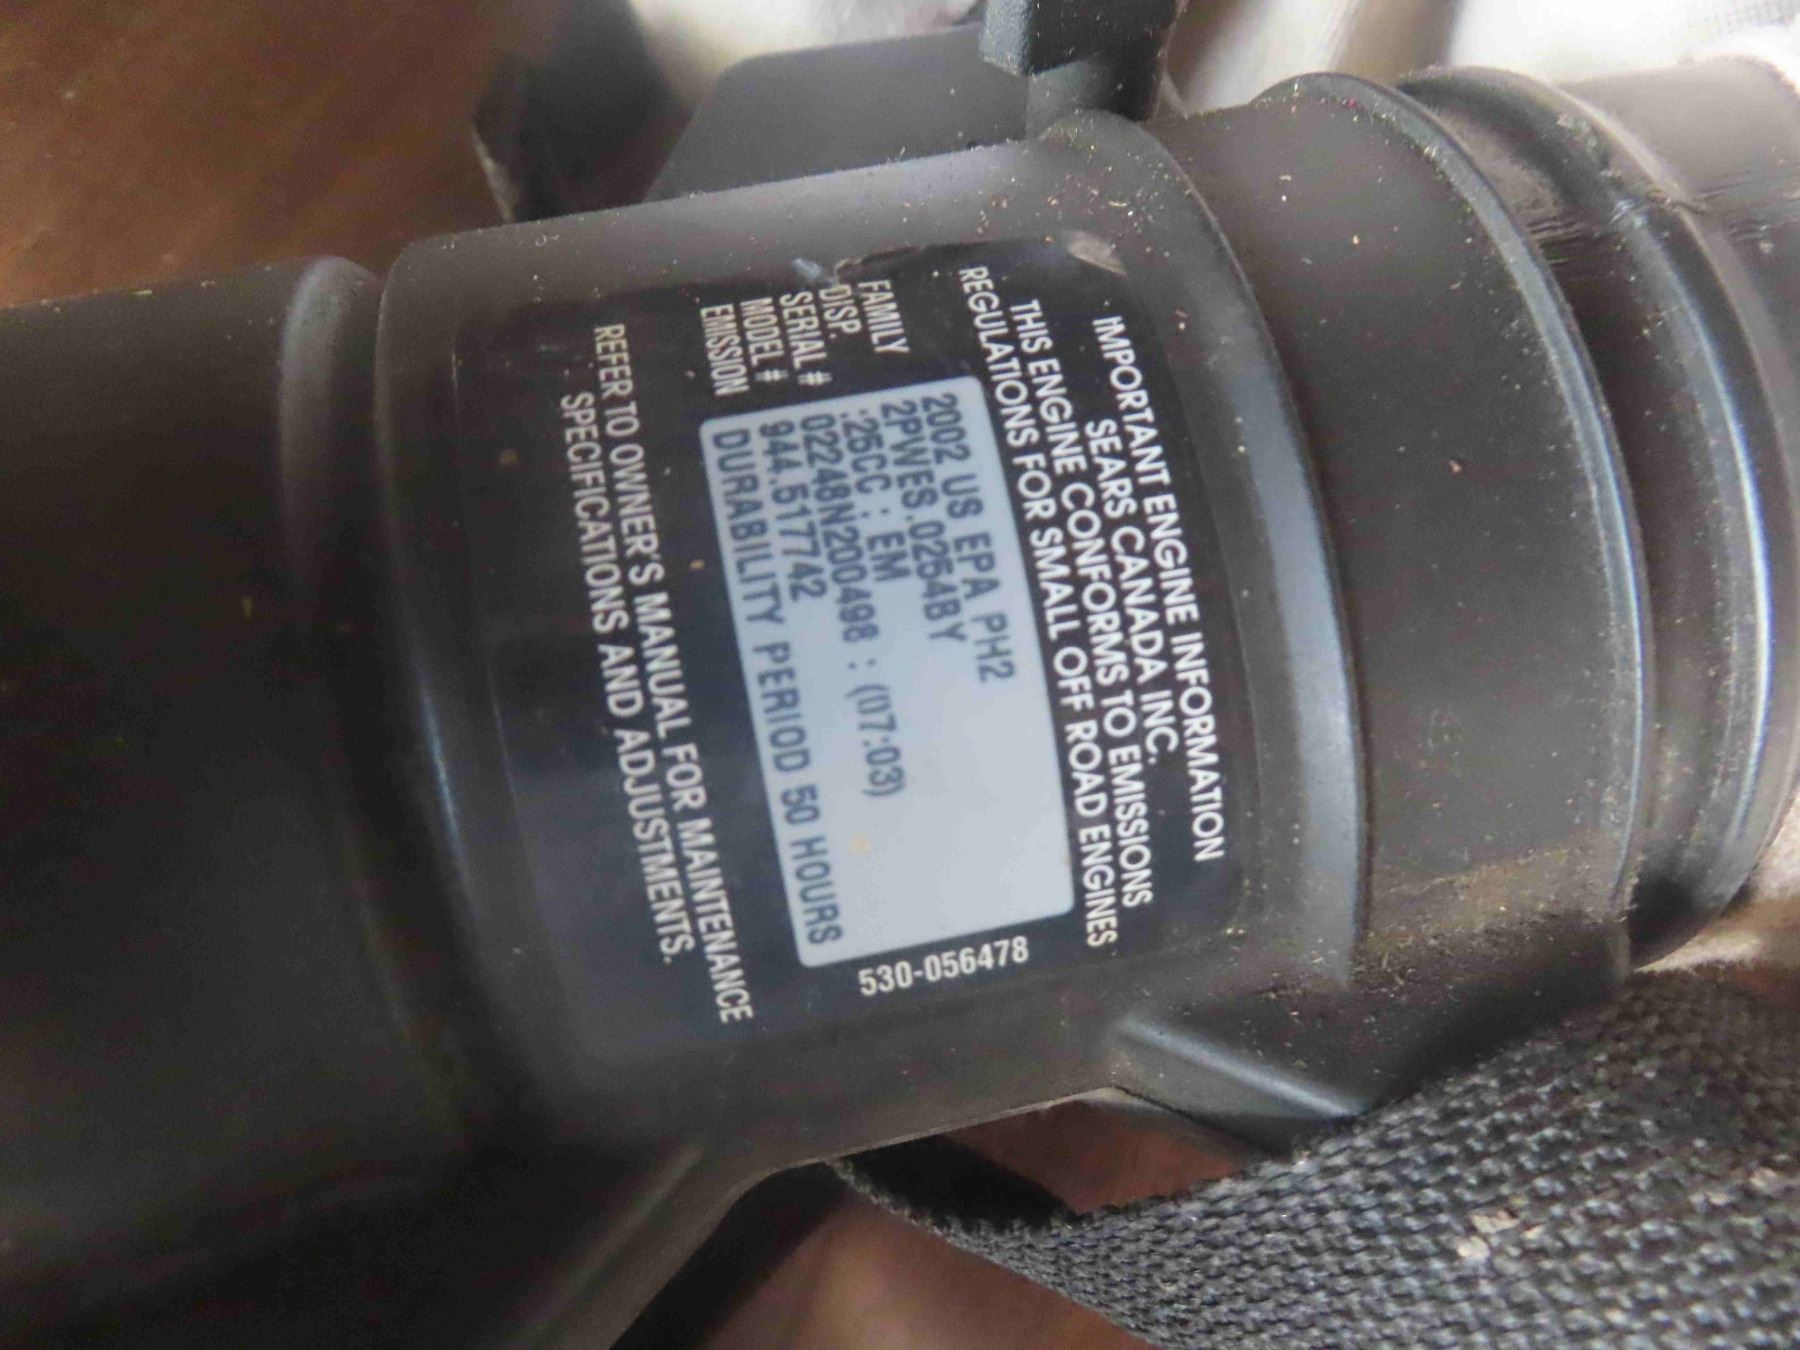 IMPORTANT ENGINE INFORMATION
SEARS CANADA INC.
THIS ENGINE CONFORMS TO EMISSIONS
REGULATIONS FOR SMALL OFF ROAD ENGINES
2002 US EPA PH2
FAMILY 2PWES.0254BY
DISP. .25CC : EM
SERIAL # 02248N200498 : (07:03)
MODEL # 944.517742
EMISSION DURABILITY PERIOD 50 HOURS
530-056478
REFER TO OWNER'S MANUAL FOR MAINTENANCE
SPECIFICATIONS AND ADJUSTMENTS.